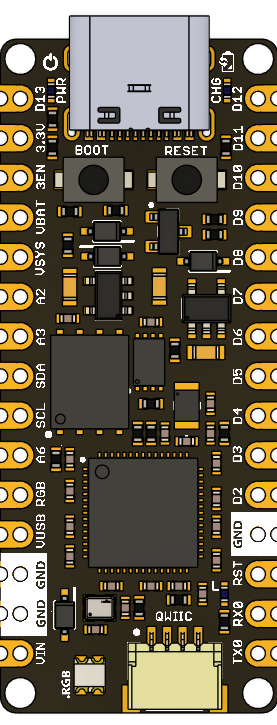 PWR
CHG
D13
D12
3.3V
D11
BOOT
RESET
3EN
D10
VBAT
D9
VSYS
D8
A2
D7
A3
D6
SDA
D5
SCL
D4
A6
D3
RGB
D2
VUSB
GND
GND
RST
L
GND
RX0
QWIIC
VIN
TX0
.RGB